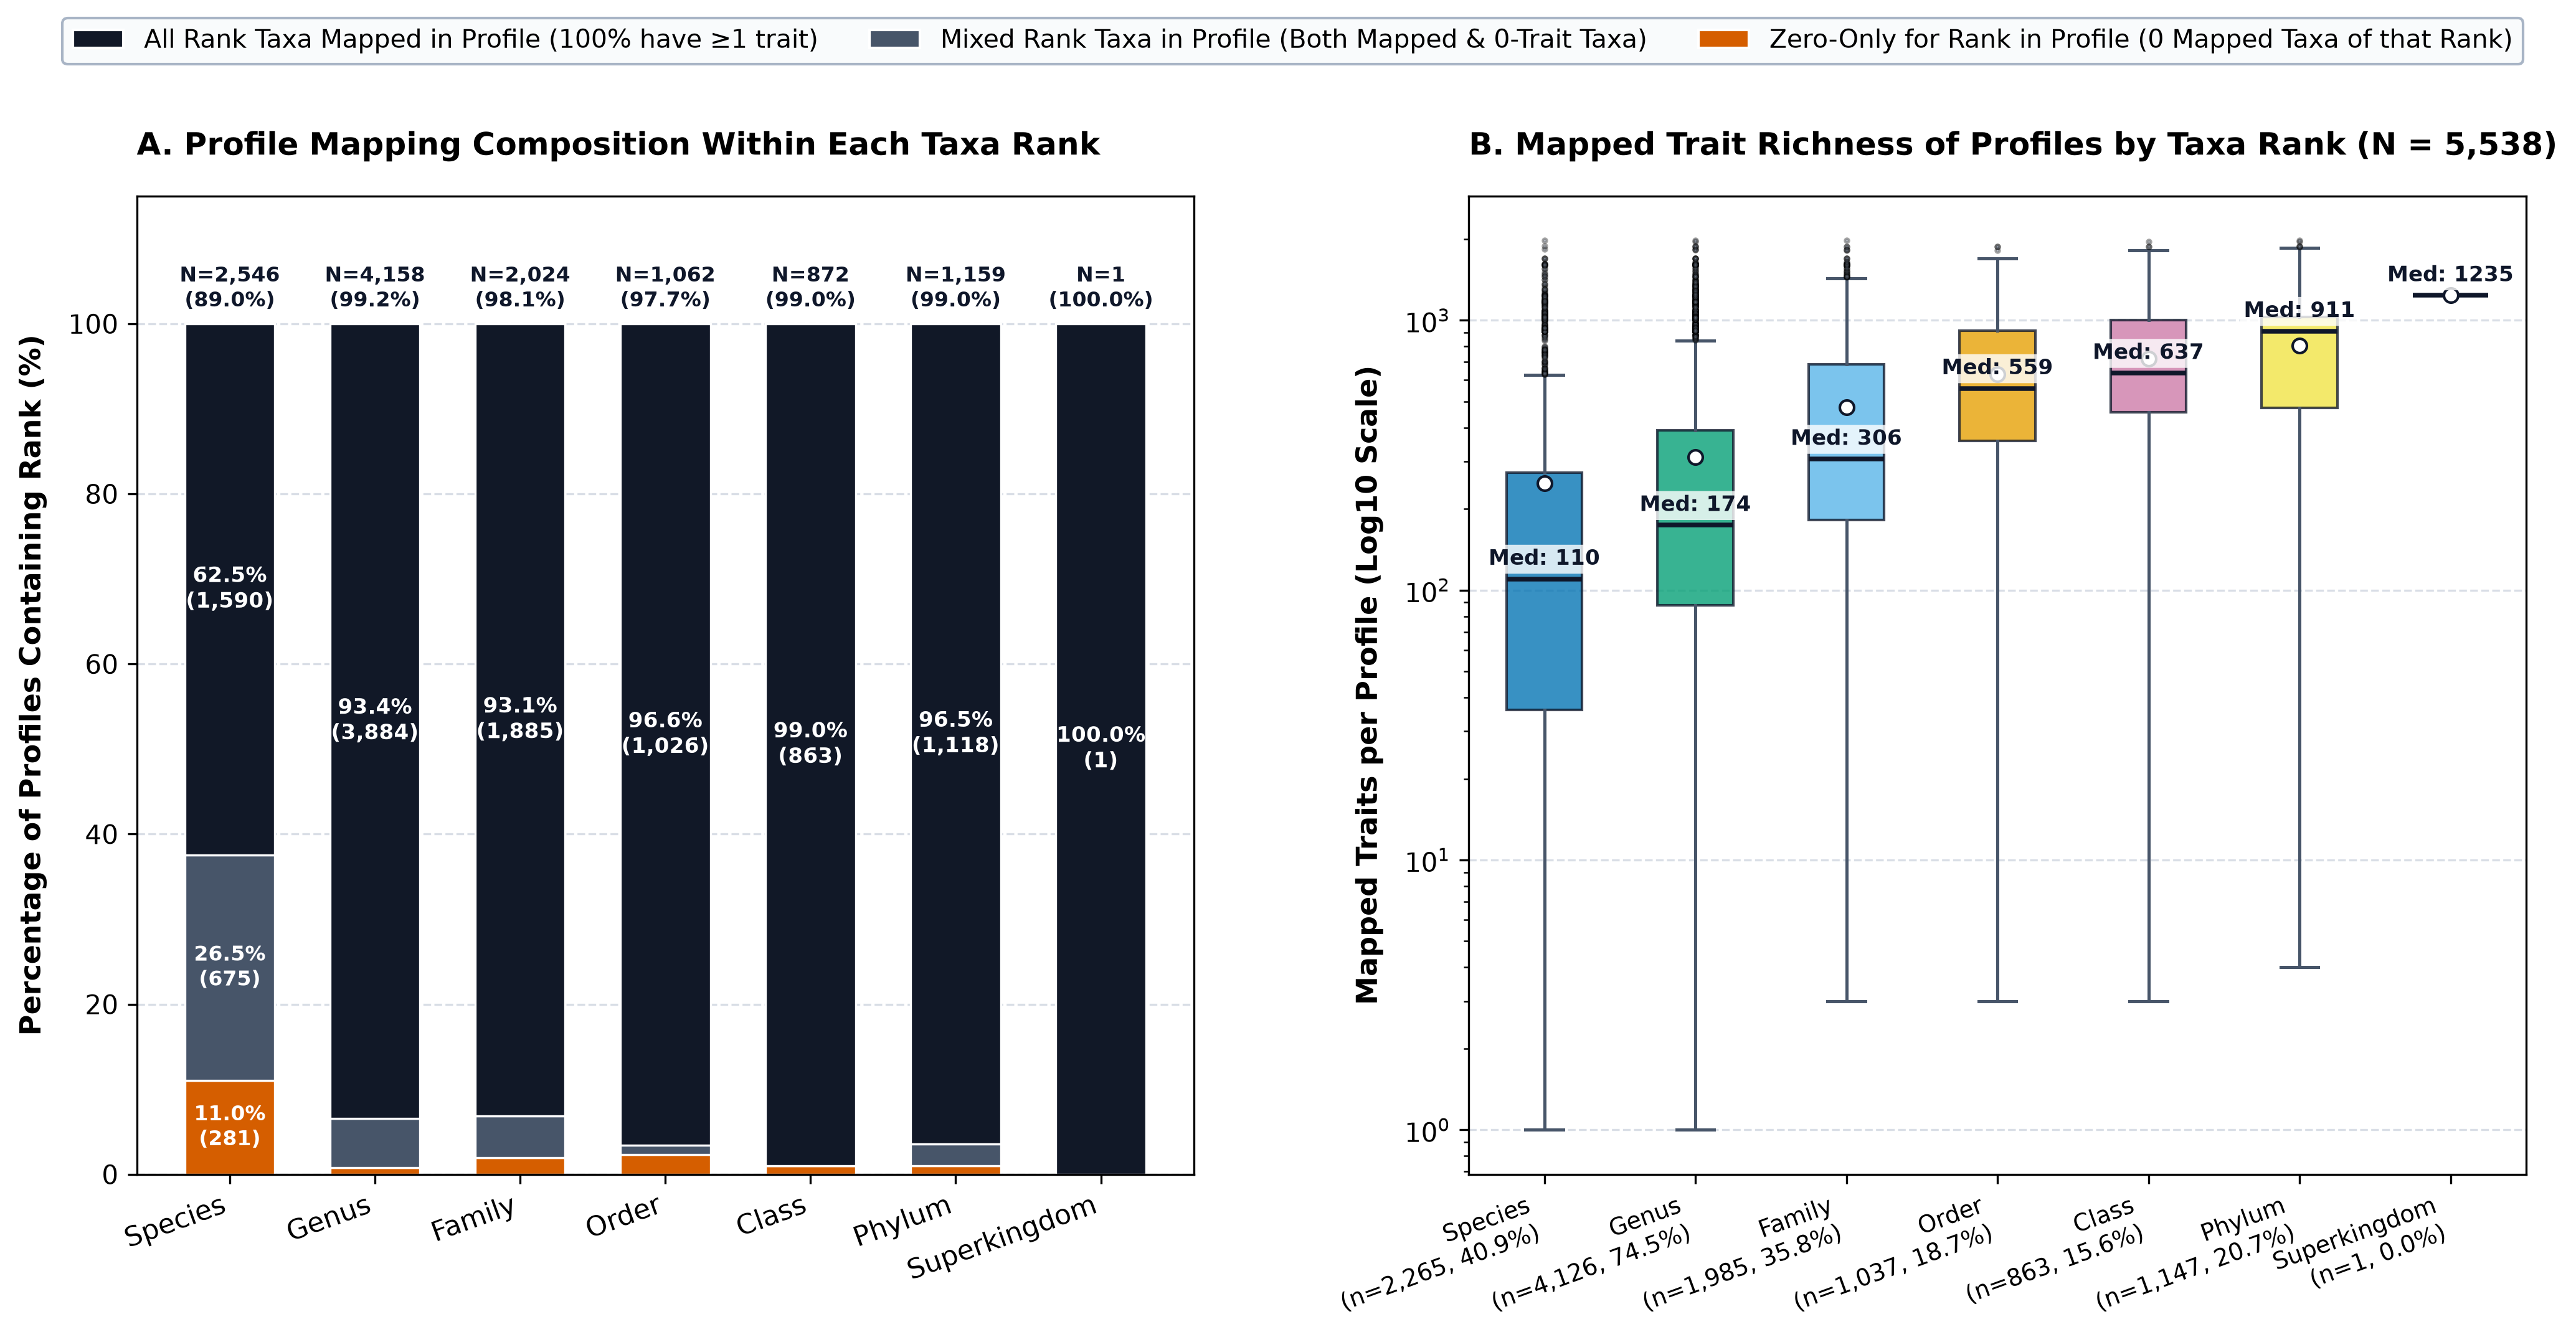 All Rank Taxa Mapped in Profile (100% have ≥1 trait)
Mixed Rank Taxa in Profile (Both Mapped & 0-Trait Taxa)
Zero-Only for Rank in Profile (0 Mapped Taxa of that Rank)
A. Profile Mapping Composition Within Each Taxa Rank
Percentage of Profiles Containing Rank (%)
100
80
60
40
20
0
N=2,546
(89.0%)
N=4,158
(99.2%)
N=2,024
(98.1%)
N=1,062
(97.7%)
N=872
(99.0%)
N=1,159
(99.0%)
N=1
(100.0%)
62.5%
(1,590)
26.5%
(675)
11.0%
(281)
93.4%
(3,884)
93.1%
(1,885)
96.6%
(1,026)
99.0%
(863)
96.5%
(1,118)
100.0%
(1)
Species
Genus
Family
Order
Class
Phylum
Superkingdom
B. Mapped Trait Richness of Profiles by Taxa Rank (N = 5,538)
Mapped Traits per Profile (Log10 Scale)
10³
10²
10¹
10⁰
Med: 110
Med: 174
Med: 306
Med: 559
Med: 637
Med: 911
Med: 1235
Species
(n=2,265, 40.9%)
Genus
(n=4,126, 74.5%)
Family
(n=1,985, 35.8%)
Order
(n=1,037, 18.7%)
Class
(n=863, 15.6%)
Phylum
(n=1,147, 20.7%)
Superkingdom
(n=1, 0.0%)